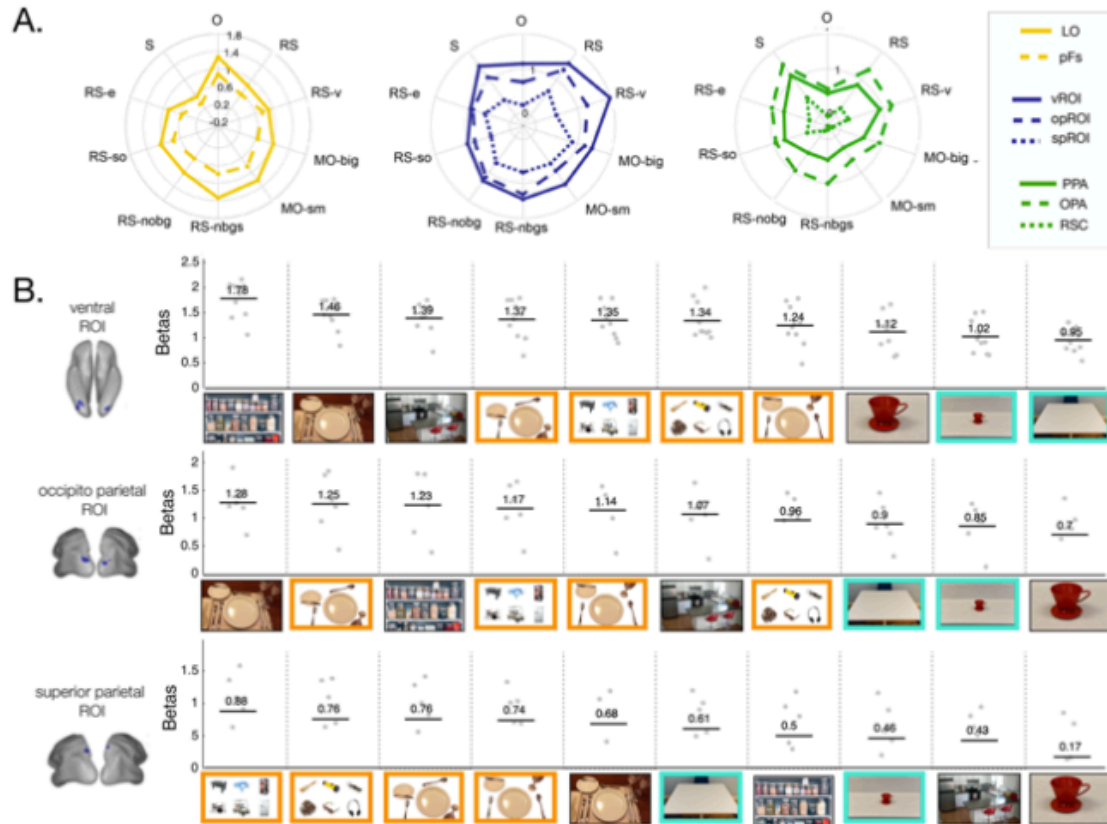 A.
O
S
RS
RS-e
RS-v
RS-so
MO-big
RS-nobg
MO-sm
RS-nbgs
1.8
1.4
1
0.6
0.2
-0.2
O
S
RS
RS-e
RS-v
RS-so
MO-big
RS-nobg
MO-sm
RS-nbgs
1
0
O
S
RS
RS-e
RS-v
RS-so
MO-big
RS-nobg
MO-sm
RS-nbgs
1
0
LO
pFs
vROI
opROI
spROI
PPA
OPA
RSC
B.
ventral
ROI
Betas
2.5
2
1.5
1
0.5
0
1.78 1.46 1.39 1.37 1.35 1.34 1.24 1.12 1.02 0.95
occipito parietal
ROI
Betas
2
1.5
1
0.5
0
1.28 1.25 1.23 1.17 1.14 1.07 0.96 0.9 0.85 0.7
superior parietal
ROI
Betas
1.5
1
0.5
0
0.88 0.76 0.76 0.74 0.68 0.61 0.5 0.46 0.43 0.17